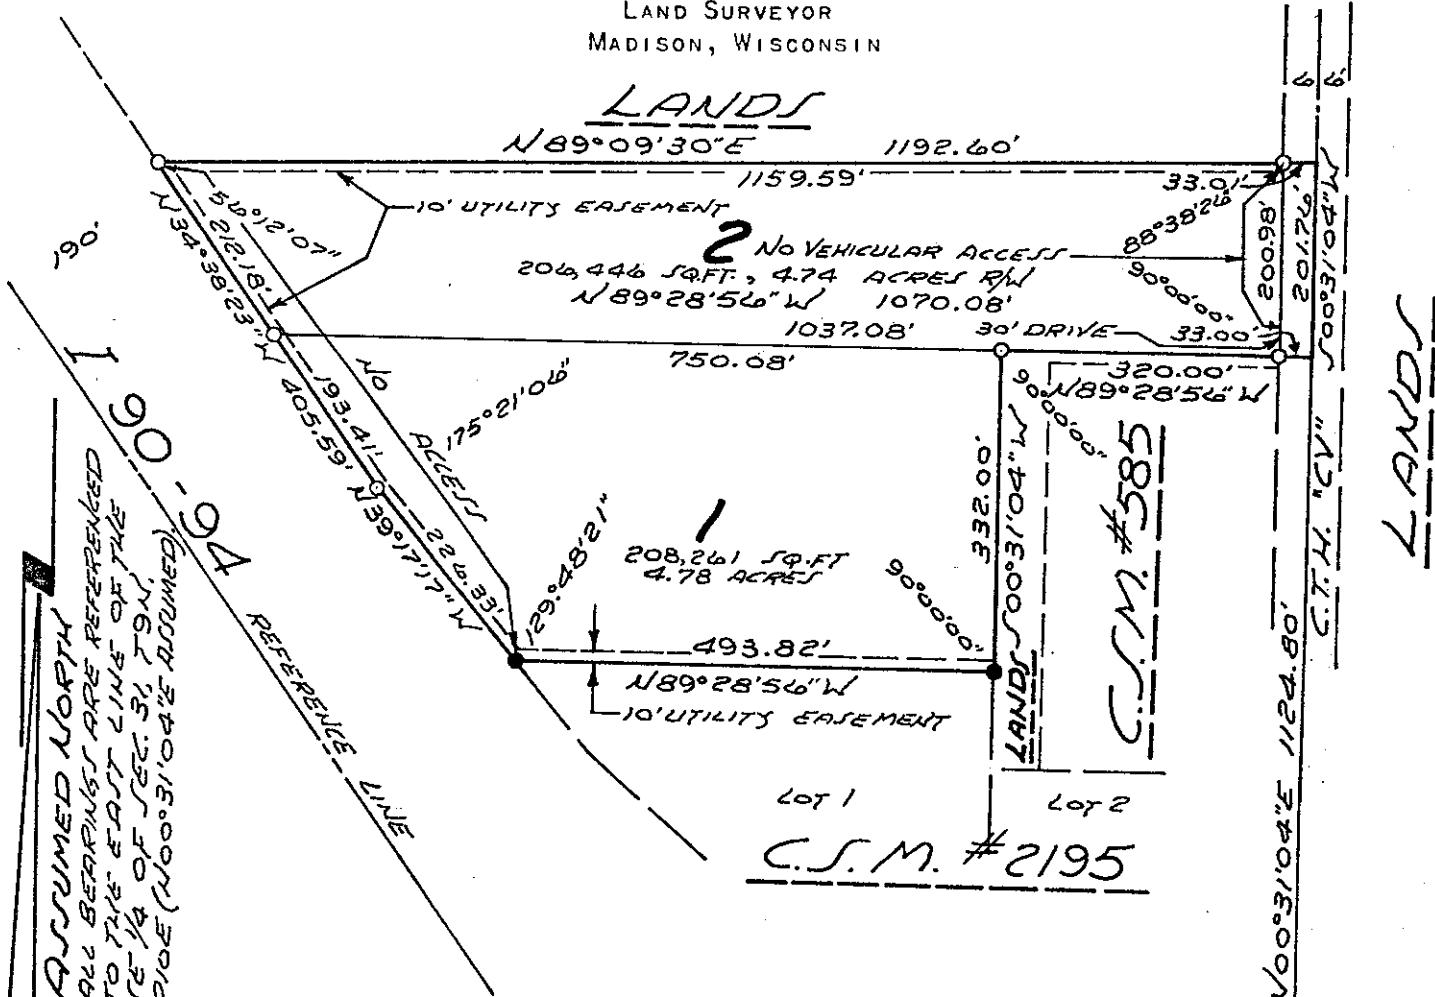 LAND SURVEYOR
MADISON, WISCONSIN
LANDS
N 89°09'30"E 1192.60'
1159.59'
33.01'
6 6'
10' UTILITY EASEMENT
56°12'07"
212.18'
N 34°38'23" W 405.59'
88°38'26"
200.98'
201.76'
S00°31'04"W
2 NO VEHICULAR ACCESS
206,446 SQ.FT., 4.74 ACRES R/W
90°00'00"
N 89°28'56" W 1070.08'
1037.08'
30' DRIVE
33.00'
750.08'
320.00'
N89°28'56"W
190.
I 90-94
REFERENCE LINE
193.41'
NO ACCESS
175°21'06"
N39°17'17"W
226.33'
129°48'21"
1
208,261 SQ.FT
4.78 ACRES
90°00'00"
332.00'
S00°31'04"W
90°00'00"
LANDS
C.S.M. #585
C.T.H. "CV"
LANDS
493.82'
N89°28'56"W
10' UTILITY EASEMENT
LOT 1
LOT 2
C.S.M. #2195
N00°31'04"E 1124.80'
ASSUMED NORTH
ALL BEARINGS ARE REFERENCED
TO THE EAST LINE OF THE
E 1/4 OF SEC. 31, T9N,
R10E (N00°31'04"E ASSUMED).